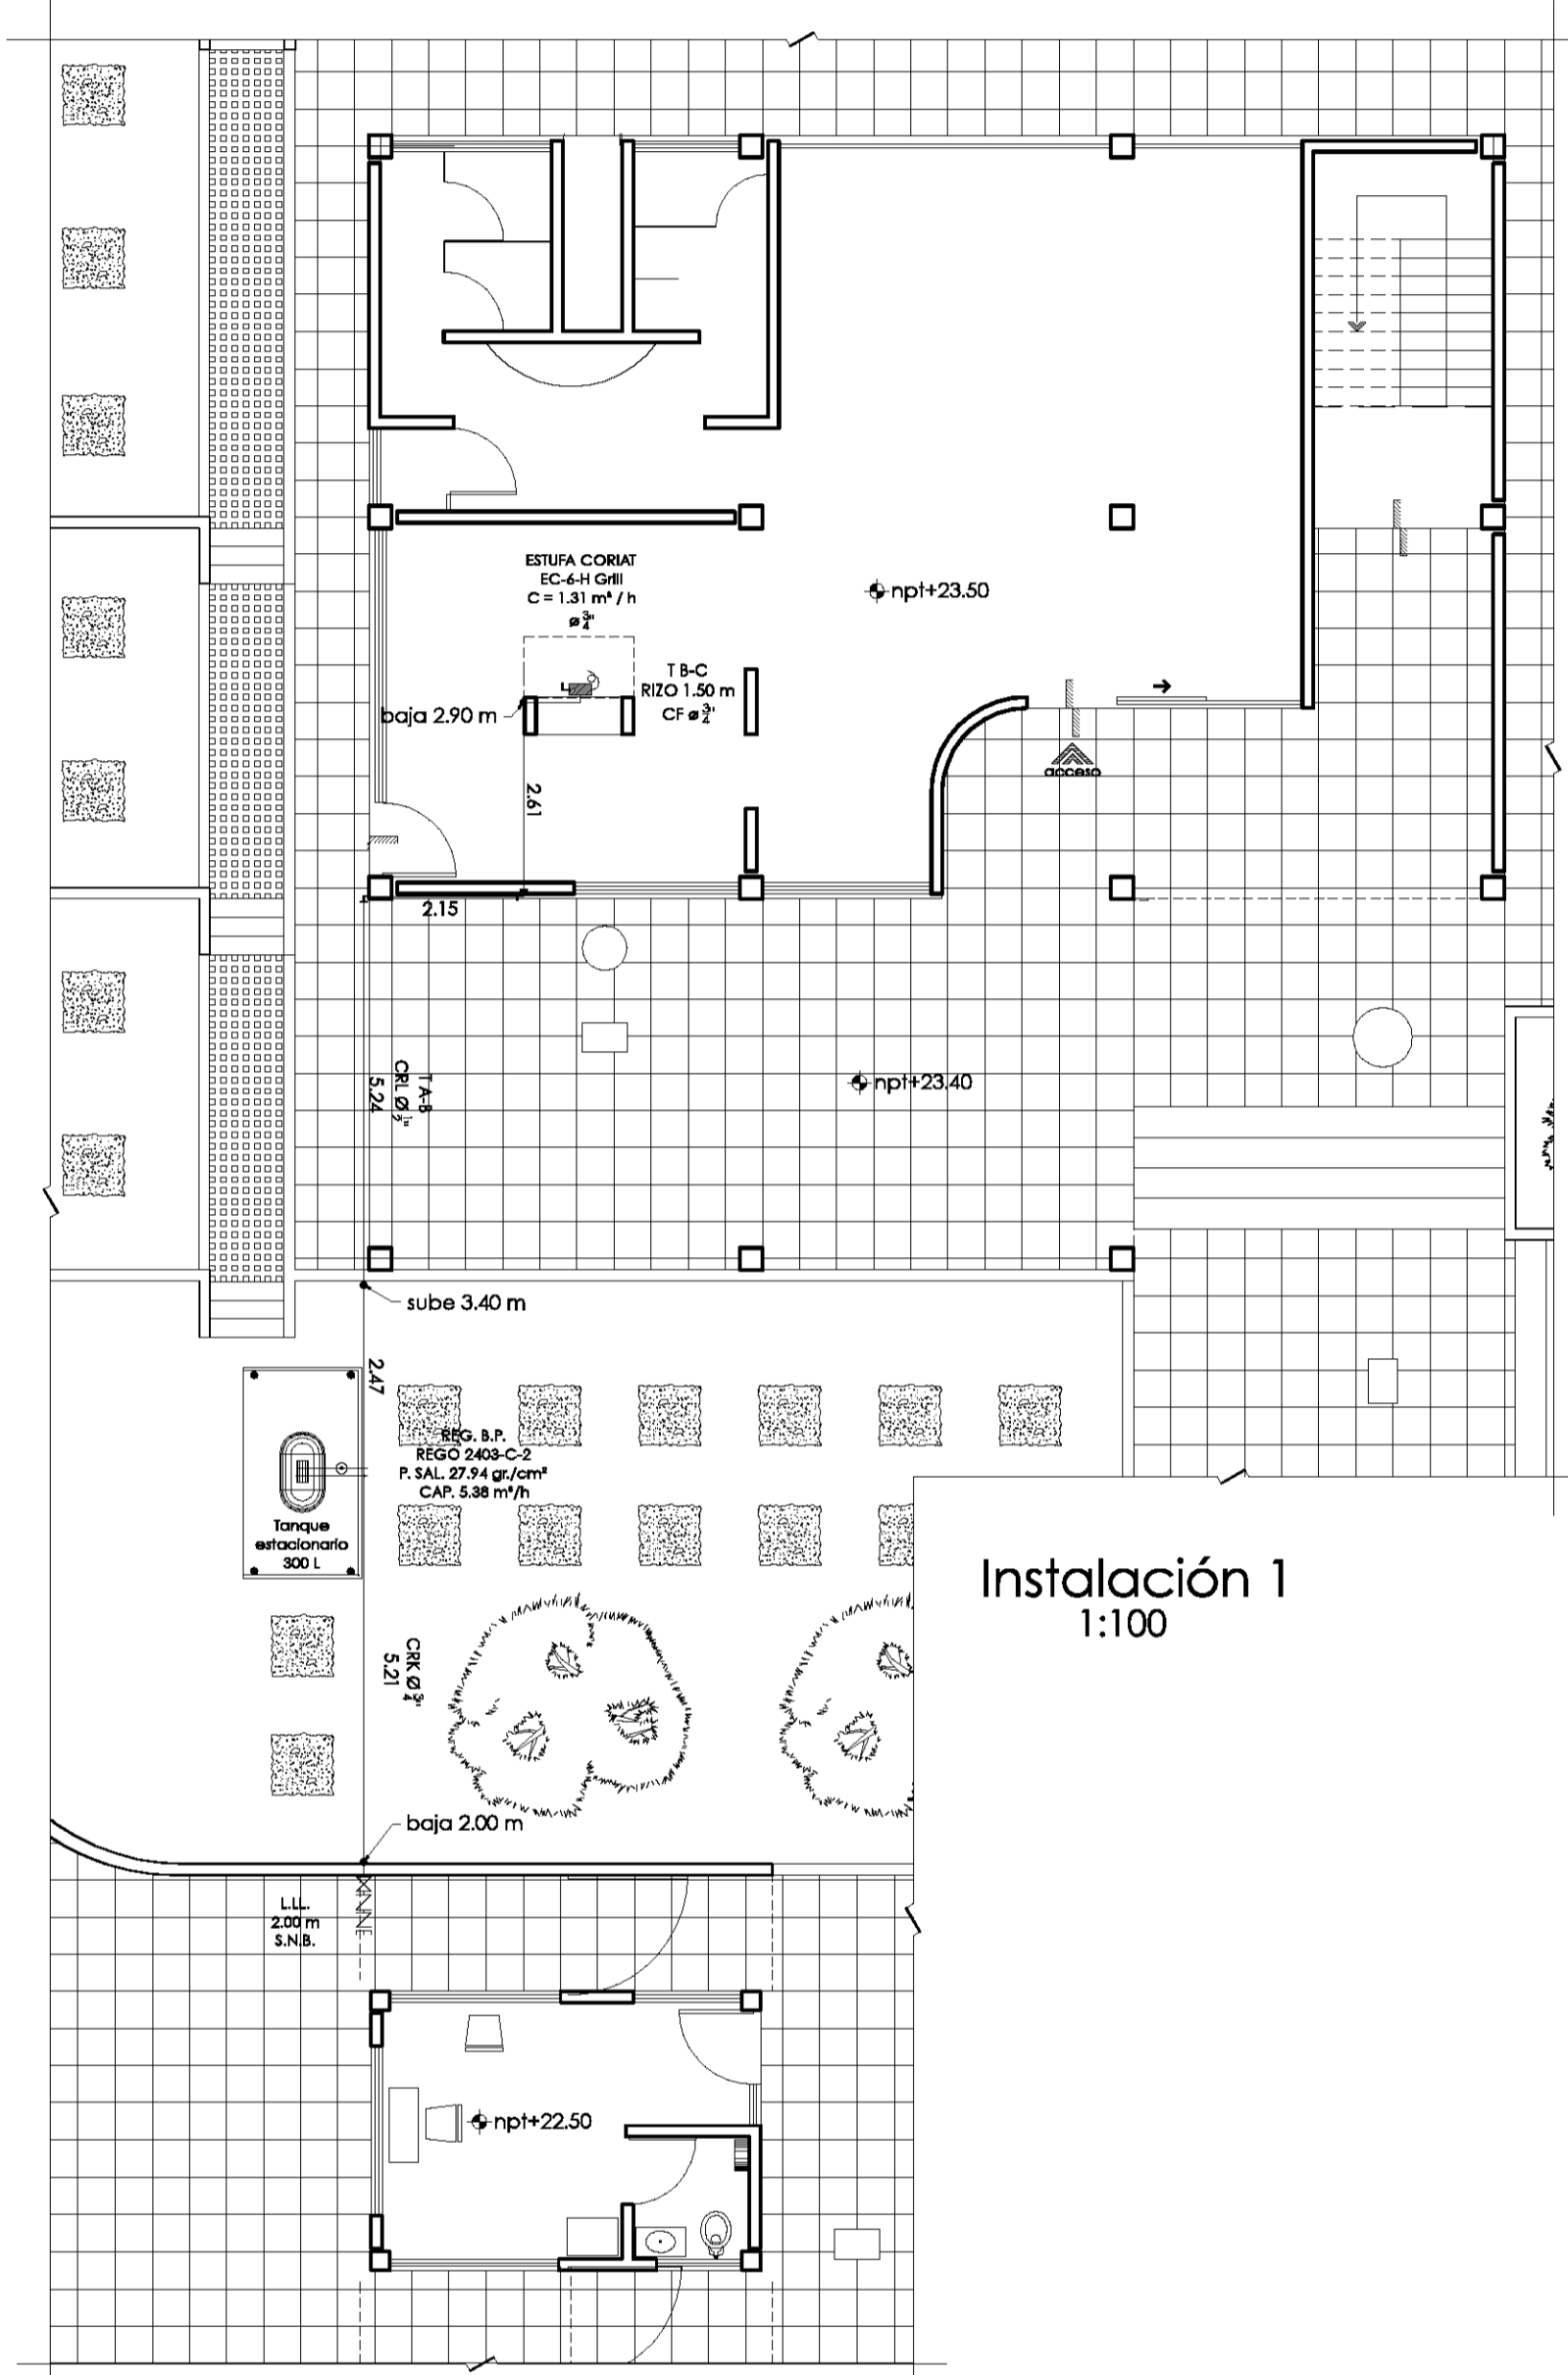 ESTUFA CORIAT
EC-6-H Grill
C = 1.31 m³ / h
ø 3/4"
npt+23.50
T B-C
RIZO 1.50 m
CF ø 3/4"
baja 2.90 m
acceso
2.61
2.15
T A-B
CRL Ø 1/2"
5.24
npt+23.40
sube 3.40 m
2.47
REG. B.P.
REGO 2403-C-2
P. SAL. 27.94 gr./cm²
CAP. 5.38 m³/h
Tanque
estacionario
300 L
Instalación 1
1:100
CRK Ø 3/4"
5.21
baja 2.00 m
L.LL.
2.00 m
S.N.B.
npt+22.50